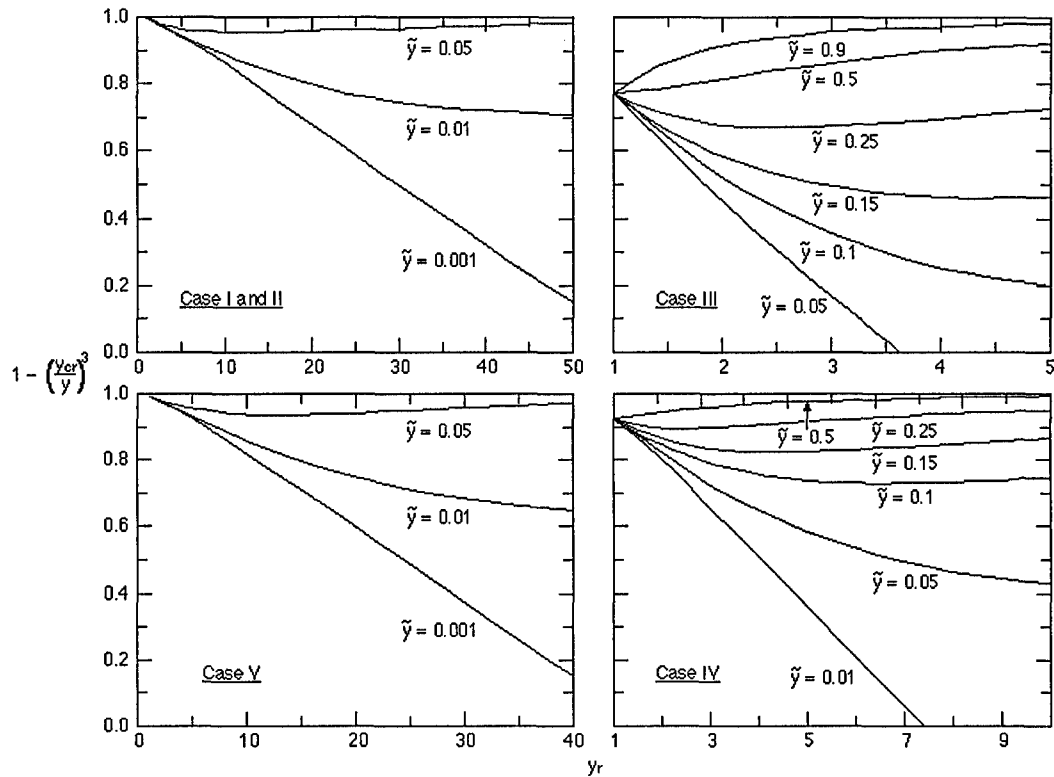 1.0
0.8
0.6
0.4
0.2
0.0
ỹ = 0.05
ỹ = 0.01
ỹ = 0.001
Case I and II
0 10 20 30 40 50
ỹ = 0.9
ỹ = 0.5
ỹ = 0.25
ỹ = 0.15
ỹ = 0.1
ỹ = 0.05
Case III
1 2 3 4 5
1 − (ycr/y)³
1.0
0.8
0.6
0.4
0.2
0.0
ỹ = 0.05
ỹ = 0.01
ỹ = 0.001
Case V
0 10 20 30 40
ỹ = 0.5
ỹ = 0.25
ỹ = 0.15
ỹ = 0.1
ỹ = 0.05
ỹ = 0.01
Case IV
1 3 5 7 9
yr